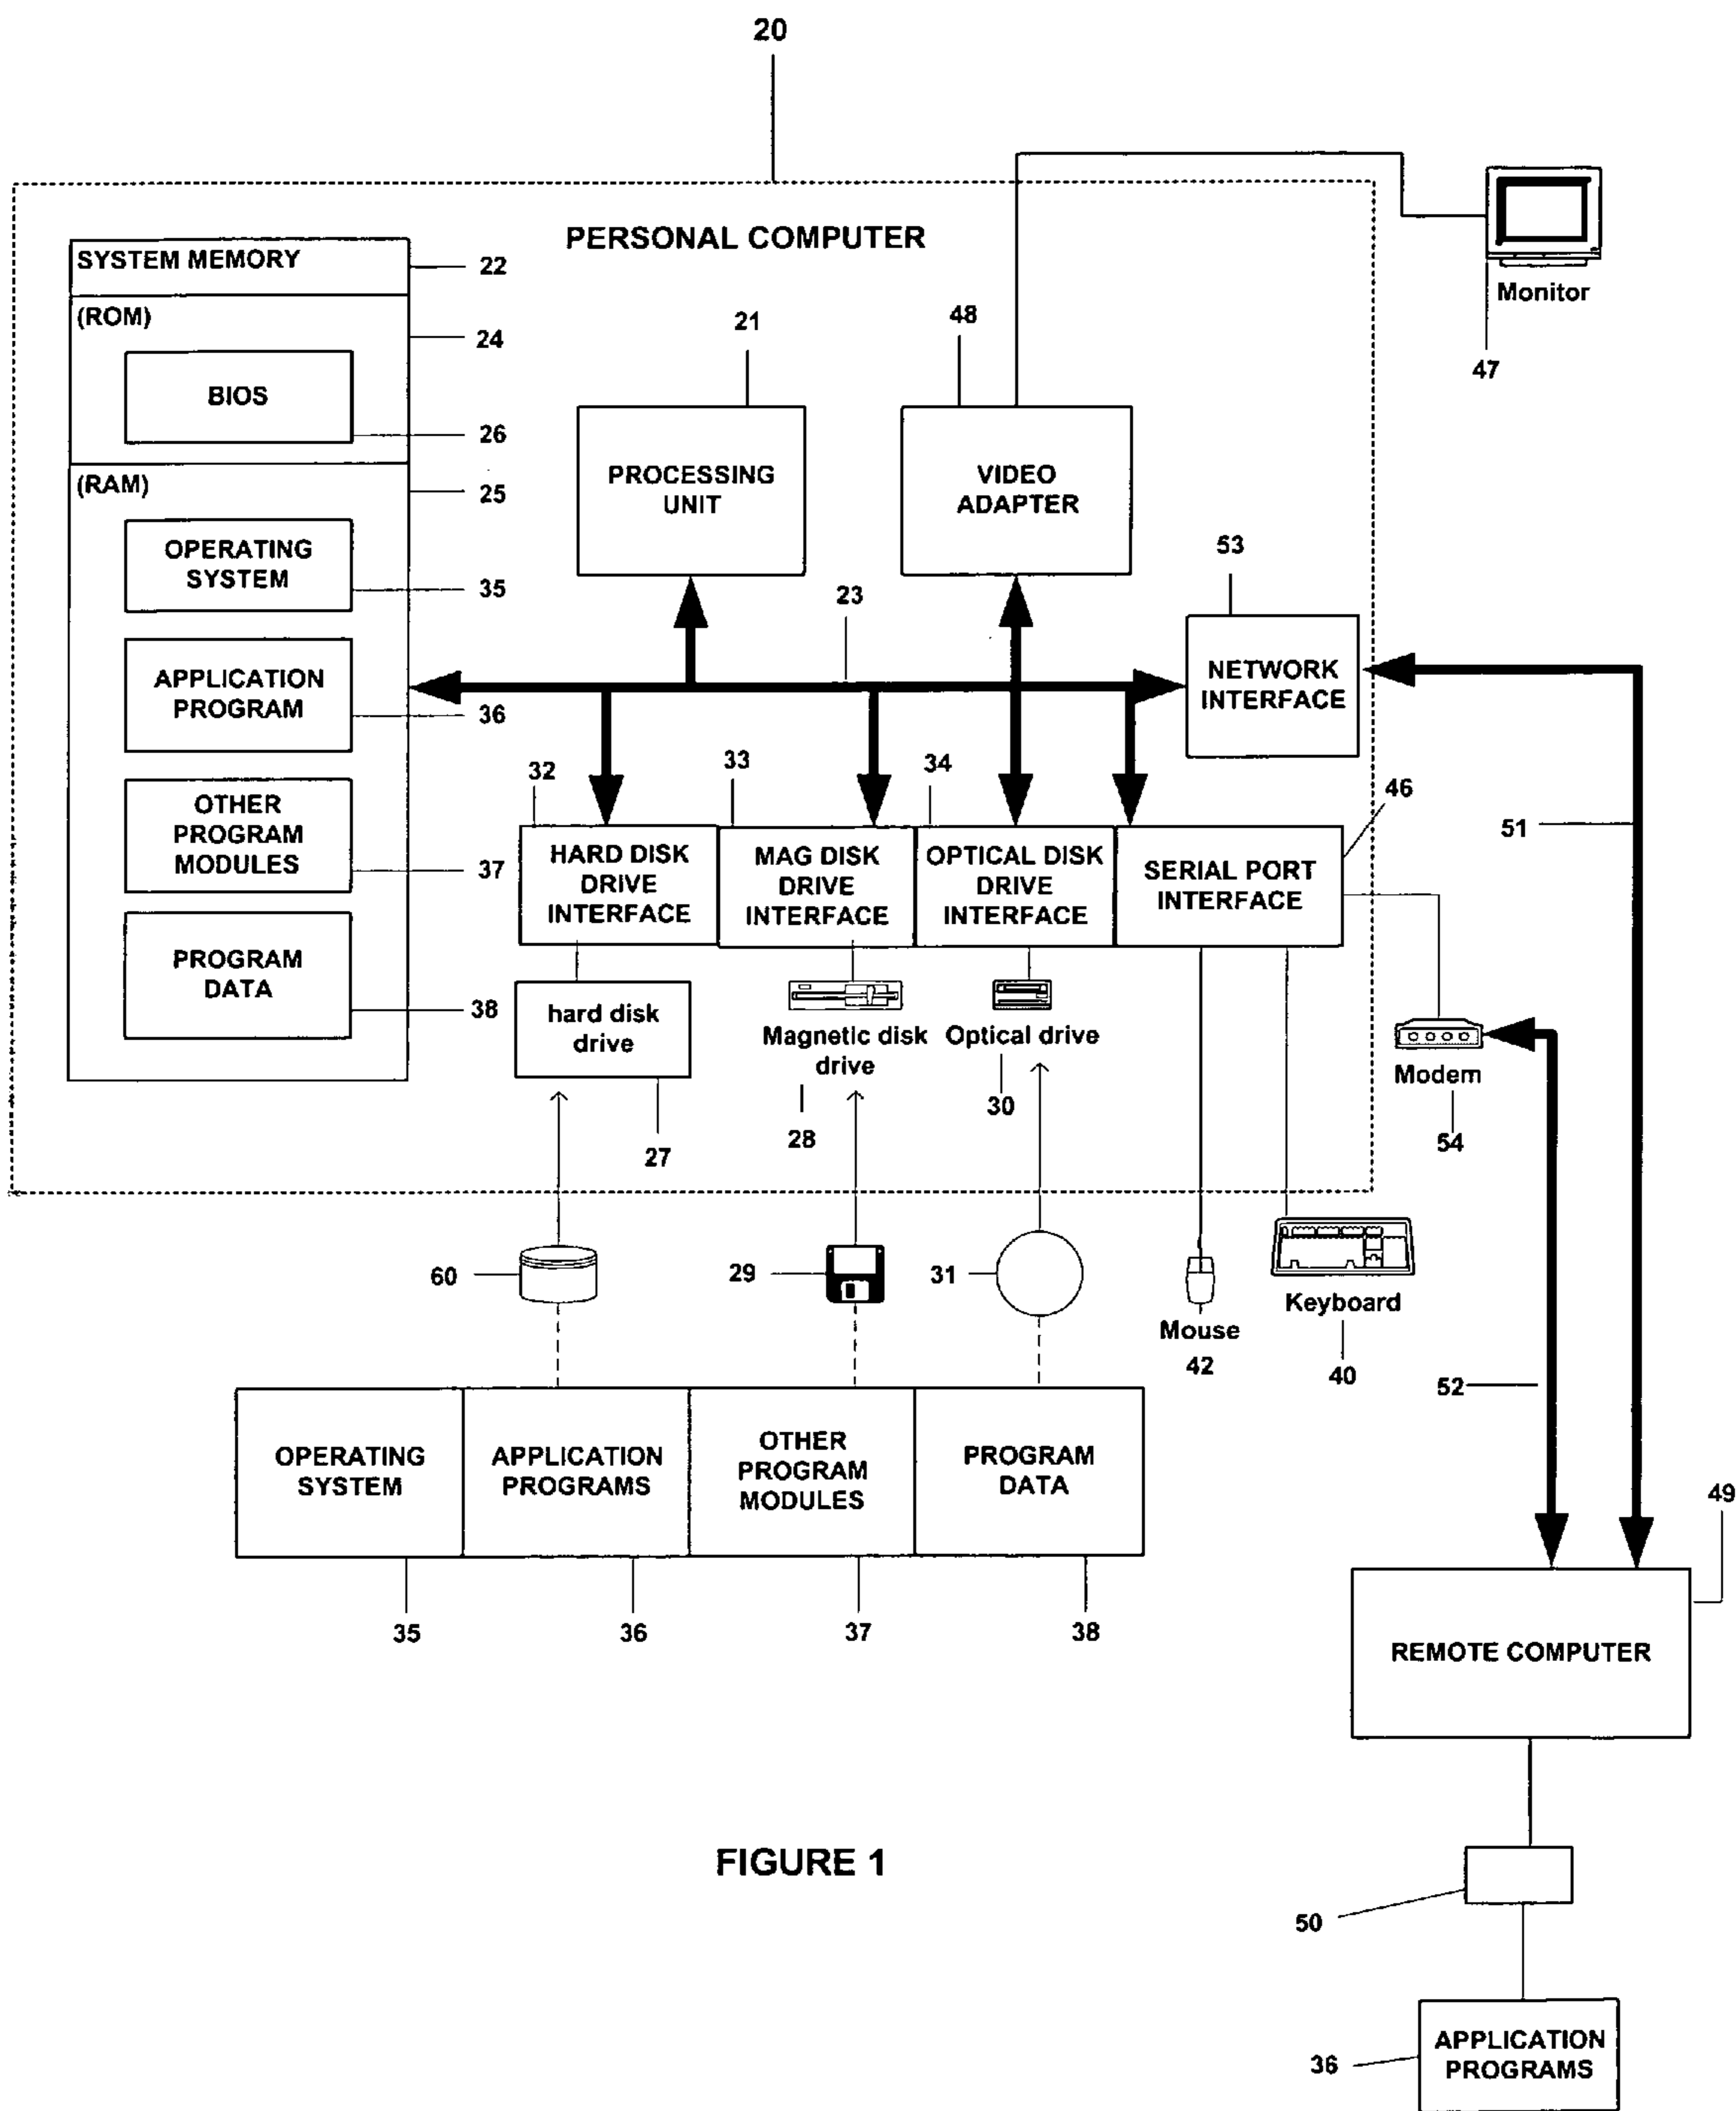 20
PERSONAL COMPUTER
SYSTEM MEMORY
22
(ROM)
24
BIOS
26
(RAM)
25
OPERATING
SYSTEM
35
APPLICATION
PROGRAM
36
OTHER
PROGRAM
MODULES
37
PROGRAM
DATA
38
21
PROCESSING
UNIT
48
VIDEO
ADAPTER
Monitor
47
23
53
NETWORK
INTERFACE
32
HARD DISK
DRIVE
INTERFACE
33
MAG DISK
DRIVE
INTERFACE
34
OPTICAL DISK
DRIVE
INTERFACE
46
SERIAL PORT
INTERFACE
51
hard disk
drive
27
Magnetic disk
drive
28
Optical drive
30
Modem
54
60
29
31
Mouse
42
Keyboard
40
52
OPERATING
SYSTEM
35
APPLICATION
PROGRAMS
36
OTHER
PROGRAM
MODULES
37
PROGRAM
DATA
38
49
REMOTE COMPUTER
FIGURE 1
50
36
APPLICATION
PROGRAMS